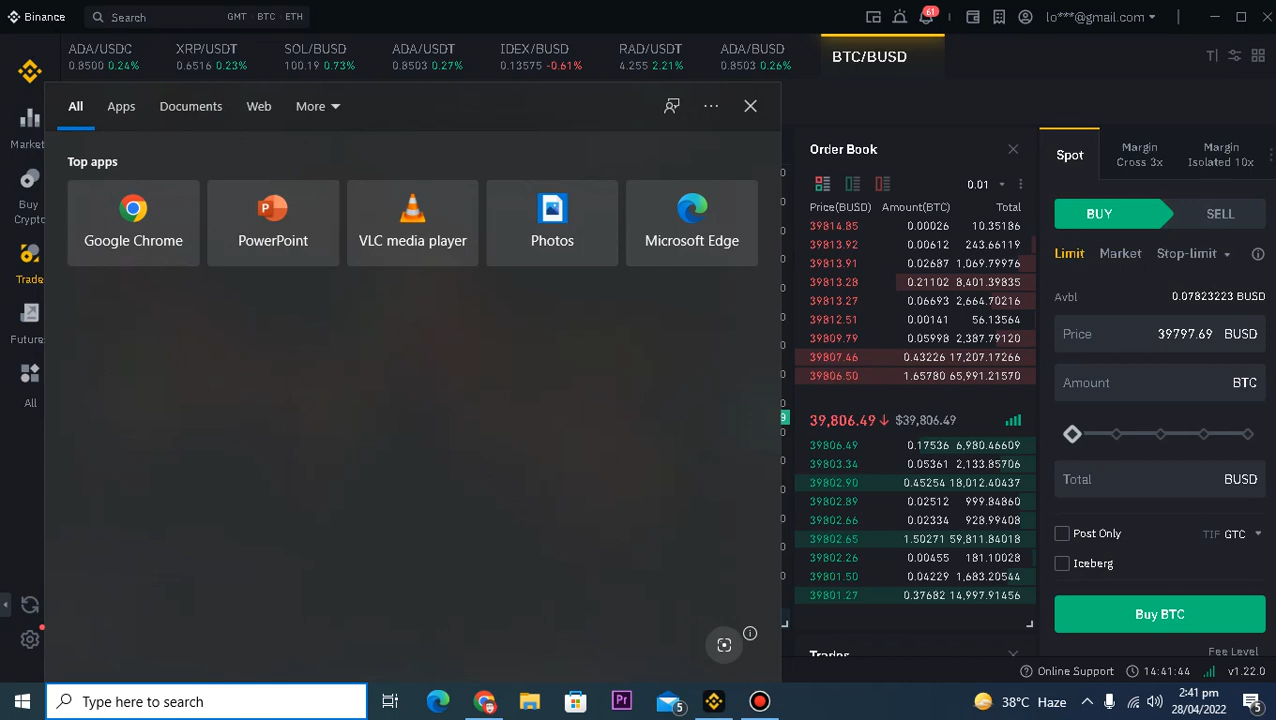 Binance
Search
GMT · BTC · ETH
61
lo***@gmail.com
ADA/USDC
0.8500 0.24%
XRP/USDT
0.6516 0.23%
SOL/BUSD
100.19 0.73%
ADA/USDT
0.8503 0.27%
IDEX/BUSD
0.13575 -0.61%
RAD/USDT
4.255 2.21%
ADA/BUSD
0.8503 0.26%
BTC/BUSD
Market
Buy
Crypto
Trade
Future
All
All
Apps
Documents
Web
More
Top apps
Google Chrome
PowerPoint
VLC media player
Photos
Microsoft Edge
Order Book
0.01
Price(BUSD) Amount(BTC) Total
39814.85 0.00026 10.35186
39813.92 0.00612 243.66119
39813.91 0.02687 1,069.79976
39813.28 0.21102 8,401.39835
39813.27 0.06693 2,664.70216
39812.51 0.00141 56.13564
39809.79 0.05998 2,387.79120
39807.46 0.43226 17,207.17266
39806.50 1.65780 65,991.21570
39,806.49 $39,806.49
39806.49 0.17536 6,980.46609
39803.34 0.05361 2,133.85706
39802.90 0.45254 18,012.40437
39802.89 0.02512 999.84860
39802.66 0.02334 928.99408
39802.65 1.50271 59,811.84018
39802.26 0.00455 181.10028
39801.50 0.04229 1,683.20544
39801.27 0.37682 14,997.91456
Trades
Spot
Margin
Cross 3x
Margin
Isolated 10x
BUY
SELL
Limit
Market
Stop-limit
Avbl
0.07823223 BUSD
Price 39797.69 BUSD
Amount BTC
Total BUSD
Post Only
TIF GTC
Iceberg
Buy BTC
Fee Level
Online Support
14:41:44
v1.22.0
Type here to search
Pr
5
38°C Haze
2:41 pm
28/04/2022
5